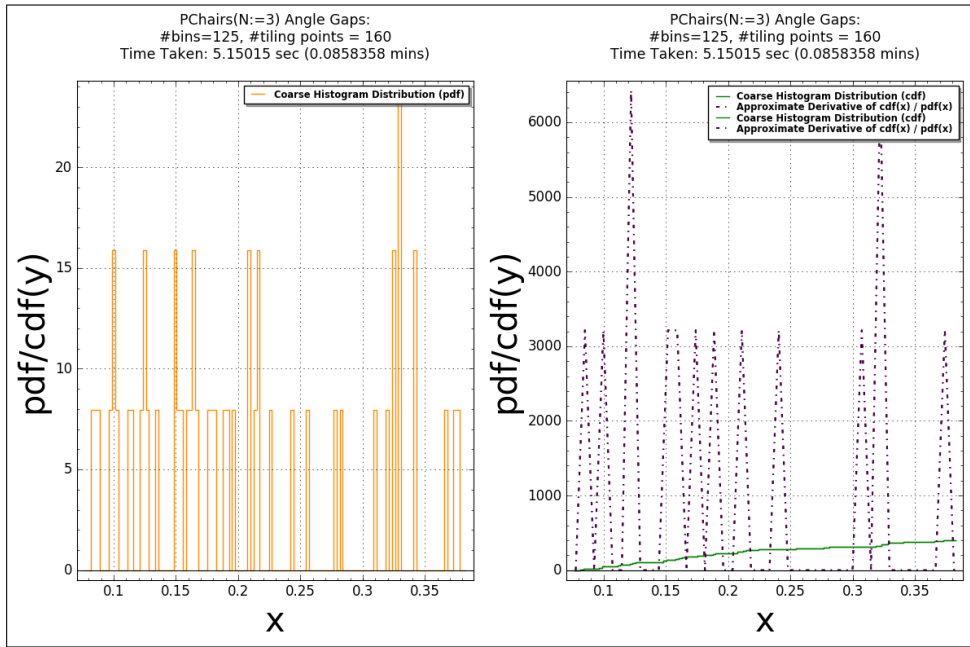 PChairs(N:=3) Angle Gaps:
#bins=125, #tiling points = 160
Time Taken: 5.15015 sec (0.0858358 mins)
Coarse Histogram Distribution (pdf)
20
15
10
5
0
pdf/cdf(y)
0.1 0.15 0.2 0.25 0.3 0.35
x
PChairs(N:=3) Angle Gaps:
#bins=125, #tiling points = 160
Time Taken: 5.15015 sec (0.0858358 mins)
Coarse Histogram Distribution (cdf)
Approximate Derivative of cdf(x) / pdf(x)
Coarse Histogram Distribution (cdf)
Approximate Derivative of cdf(x) / pdf(x)
6000
5000
4000
3000
2000
1000
0
pdf/cdf(y)
0.1 0.15 0.2 0.25 0.3 0.35
x